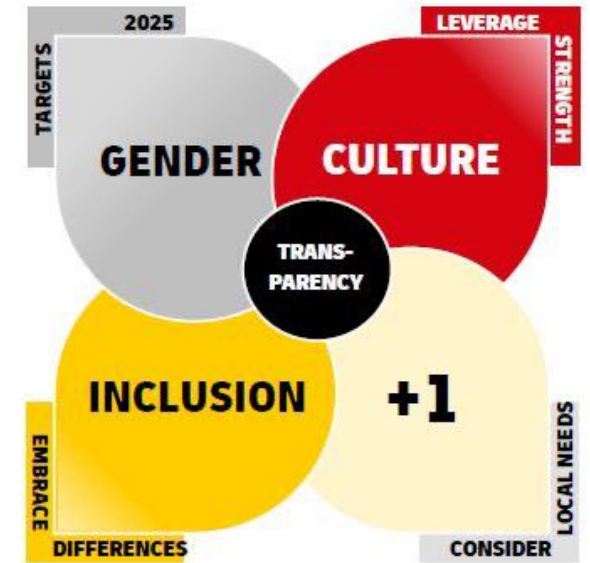 TARGETS
2025
LEVERAGE
STRENGTH
GENDER
CULTURE
TRANS-
PARENCY
INCLUSION
+1
EMBRACE
DIFFERENCES
CONSIDER
LOCAL NEEDS